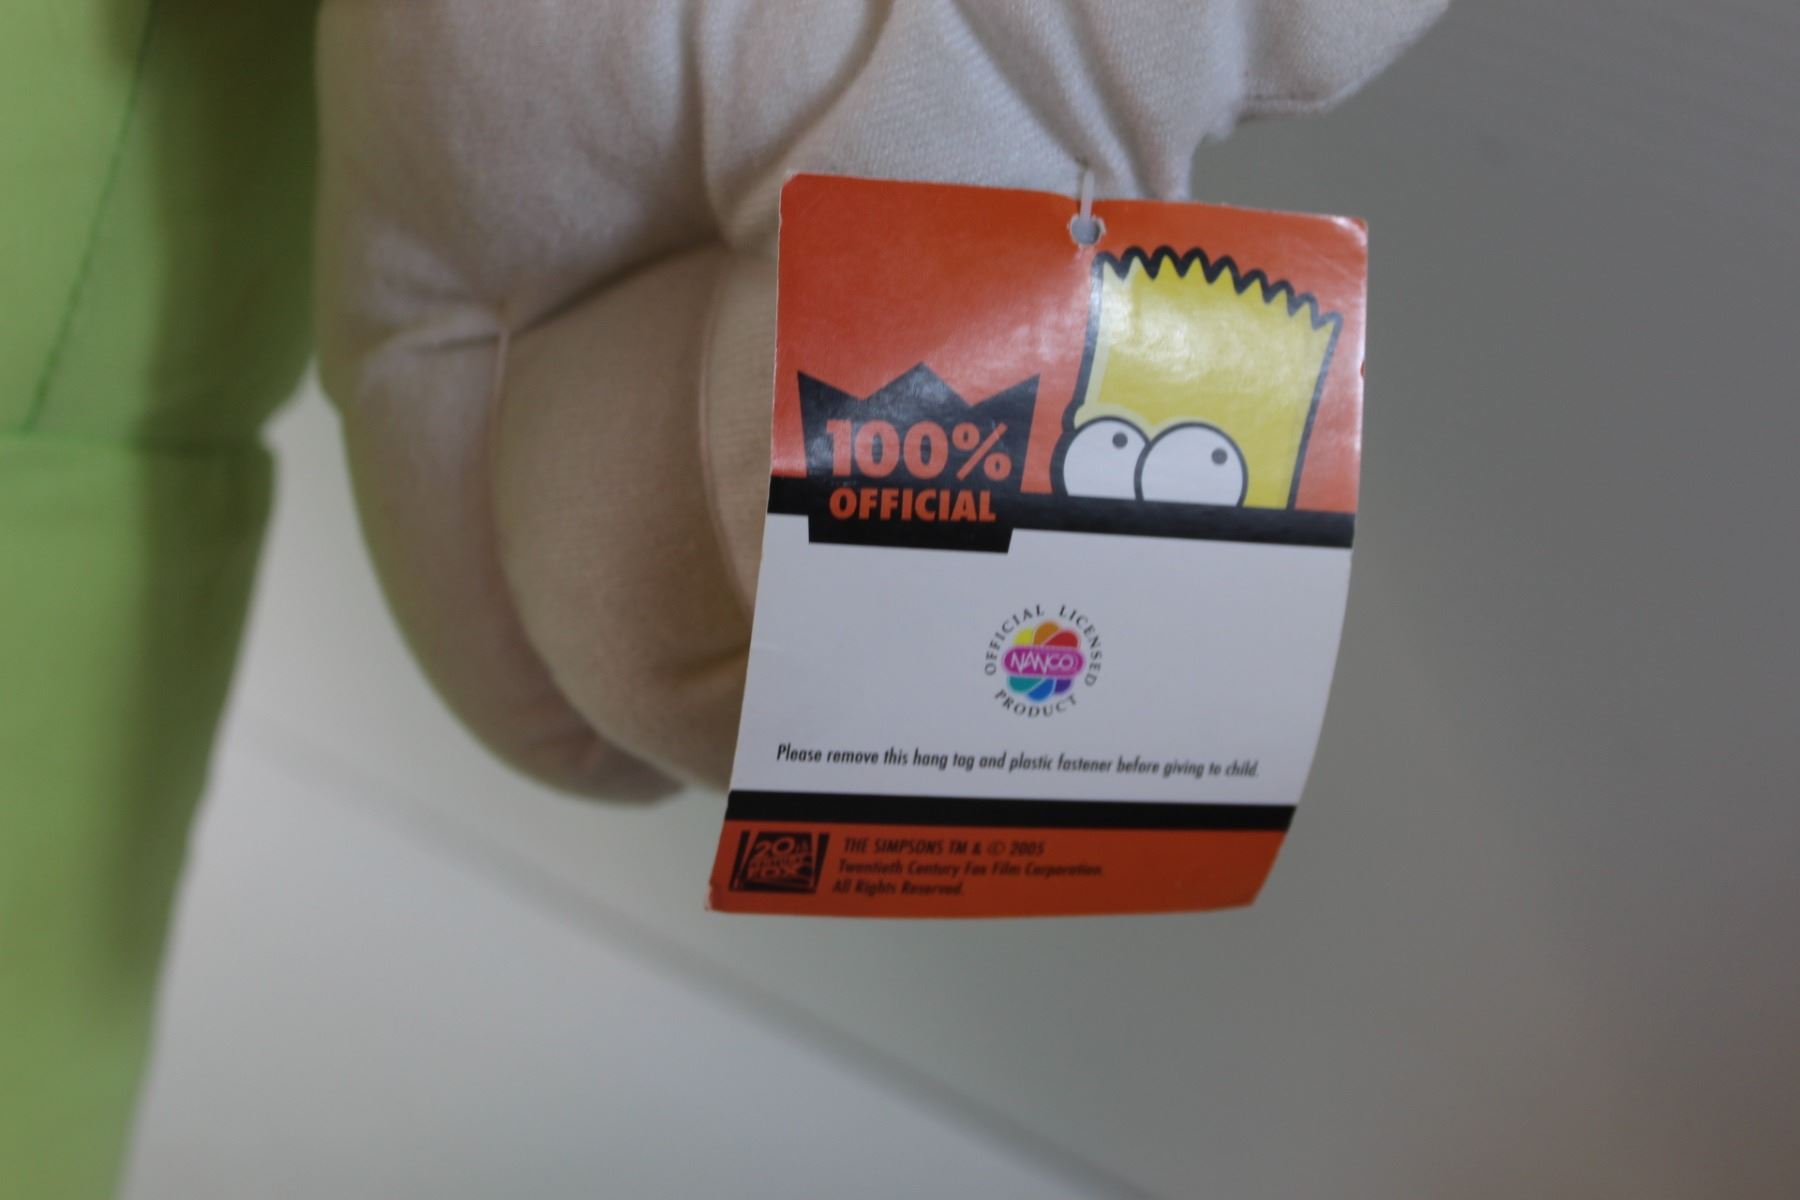 100%
OFFICIAL
OFFICIAL LICENSED
NANCO
PRODUCT
Please remove this hang tag and plastic fastener before giving to child.
20th
CENTURY
FOX
THE SIMPSONS TM & © 2005
Twentieth Century Fox Film Corporation
All Rights Reserved.